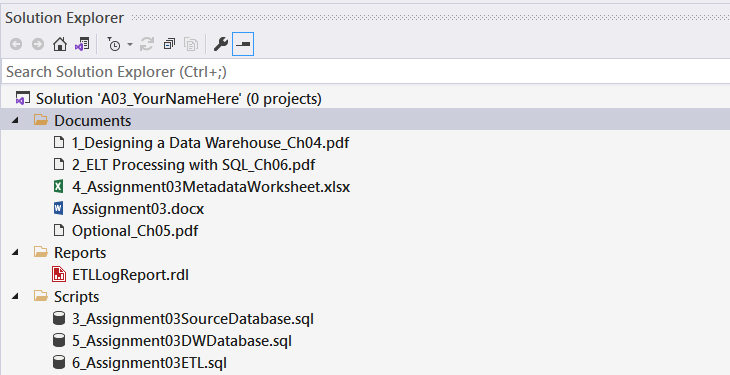 Solution Explorer
Search Solution Explorer (Ctrl+;)
Solution 'A03_YourNameHere' (0 projects)
Documents
1_Designing a Data Warehouse_Ch04.pdf
2_ELT Processing with SQL_Ch06.pdf
4_Assignment03MetadataWorksheet.xlsx
Assignment03.docx
Optional_Ch05.pdf
Reports
ETLLogReport.rdl
Scripts
3_Assignment03SourceDatabase.sql
5_Assignment03DWDatabase.sql
6_Assignment03ETL.sql